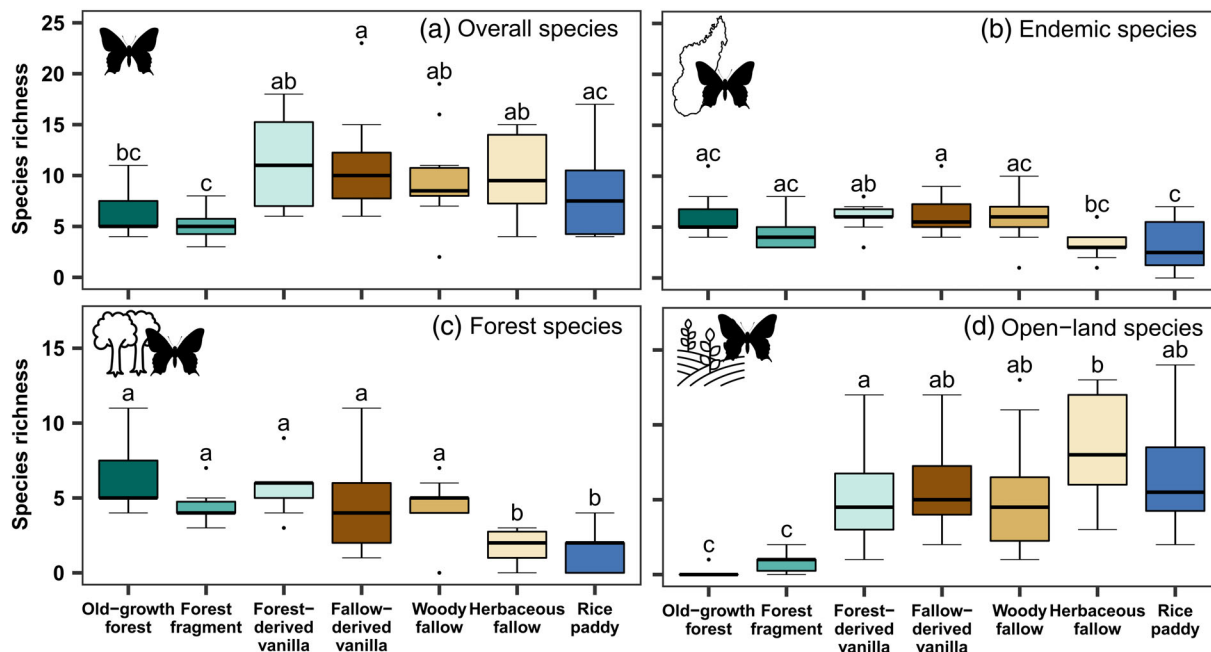 (a) Overall species
Species richness
25
20
15
10
5
0
bc
c
ab
a
ab
ab
ac
(b) Endemic species
ac
ac
ab
a
ac
bc
c
(c) Forest species
Species richness
15
10
5
0
a
a
a
a
a
b
b
(d) Open−land species
c
c
a
ab
ab
b
ab
Old−growth
forest
Forest
fragment
Forest−
derived
vanilla
Fallow−
derived
vanilla
Woody
fallow
Herbaceous
fallow
Rice
paddy
Old−growth
forest
Forest
fragment
Forest−
derived
vanilla
Fallow−
derived
vanilla
Woody
fallow
Herbaceous
fallow
Rice
paddy